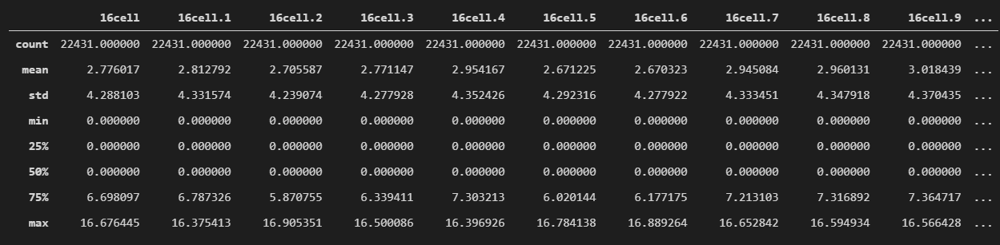 16cell 16cell.1 16cell.2 16cell.3 16cell.4 16cell.5 16cell.6 16cell.7 16cell.8 16cell.9 ...
count 22431.000000 22431.000000 22431.000000 22431.000000 22431.000000 22431.000000 22431.000000 22431.000000 22431.000000 22431.000000 ...
mean 2.776017 2.812792 2.705587 2.771147 2.954167 2.671225 2.670323 2.945084 2.960131 3.018439 ...
std 4.288103 4.331574 4.239074 4.277928 4.352426 4.292316 4.277922 4.333451 4.347918 4.370435 ...
min 0.000000 0.000000 0.000000 0.000000 0.000000 0.000000 0.000000 0.000000 0.000000 0.000000 ...
25% 0.000000 0.000000 0.000000 0.000000 0.000000 0.000000 0.000000 0.000000 0.000000 0.000000 ...
50% 0.000000 0.000000 0.000000 0.000000 0.000000 0.000000 0.000000 0.000000 0.000000 0.000000 ...
75% 6.698097 6.787326 5.870755 6.339411 7.303213 6.020144 6.177175 7.213103 7.316892 7.364717 ...
max 16.676445 16.375413 16.905351 16.500086 16.396926 16.784138 16.889264 16.652842 16.594934 16.566428 ...